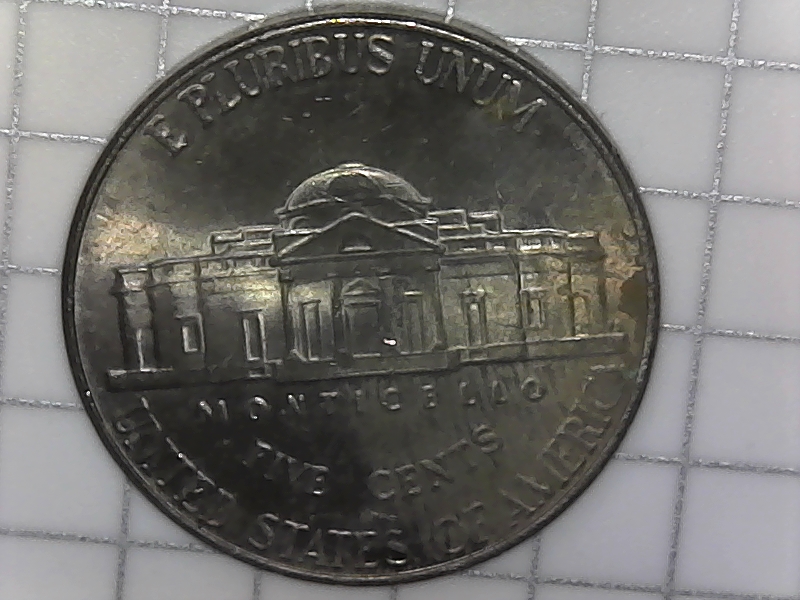 E PLURIBUS UNUM
MONTICELLO
FIVE CENTS
UNITED STATES OF AMERICA